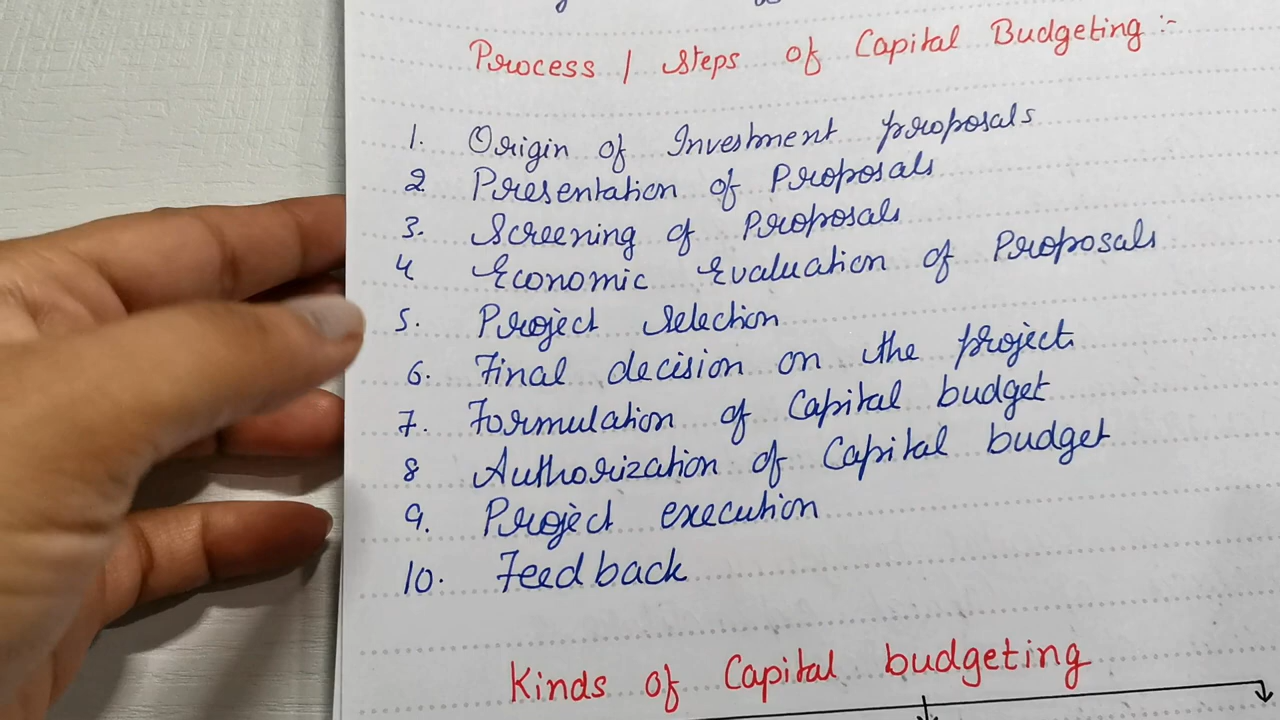 Process / Steps of Capital Budgeting :-
1. Origin of Investment proposals
2. Presentation of Proposals
3. Screening of Proposals
4 Economic Evaluation of Proposals
5. Project Selection
6. Final decision on the project.
7. Formulation of Capital budget
8 Authorization of Capital budget
9. Project execution
10. Feedback
Kinds of Capital budgeting